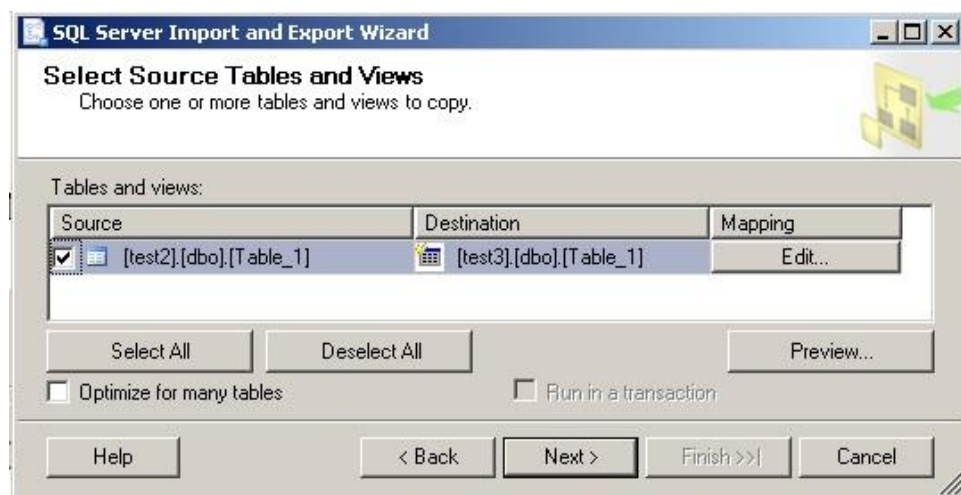 SQL Server Import and Export Wizard
Select Source Tables and Views
Choose one or more tables and views to copy.
Tables and views:
Source Destination Mapping
[test2].[dbo].[Table_1] [test3].[dbo].[Table_1] Edit...
Select All Deselect All Preview...
Optimize for many tables Run in a transaction
Help < Back Next > Finish >>| Cancel